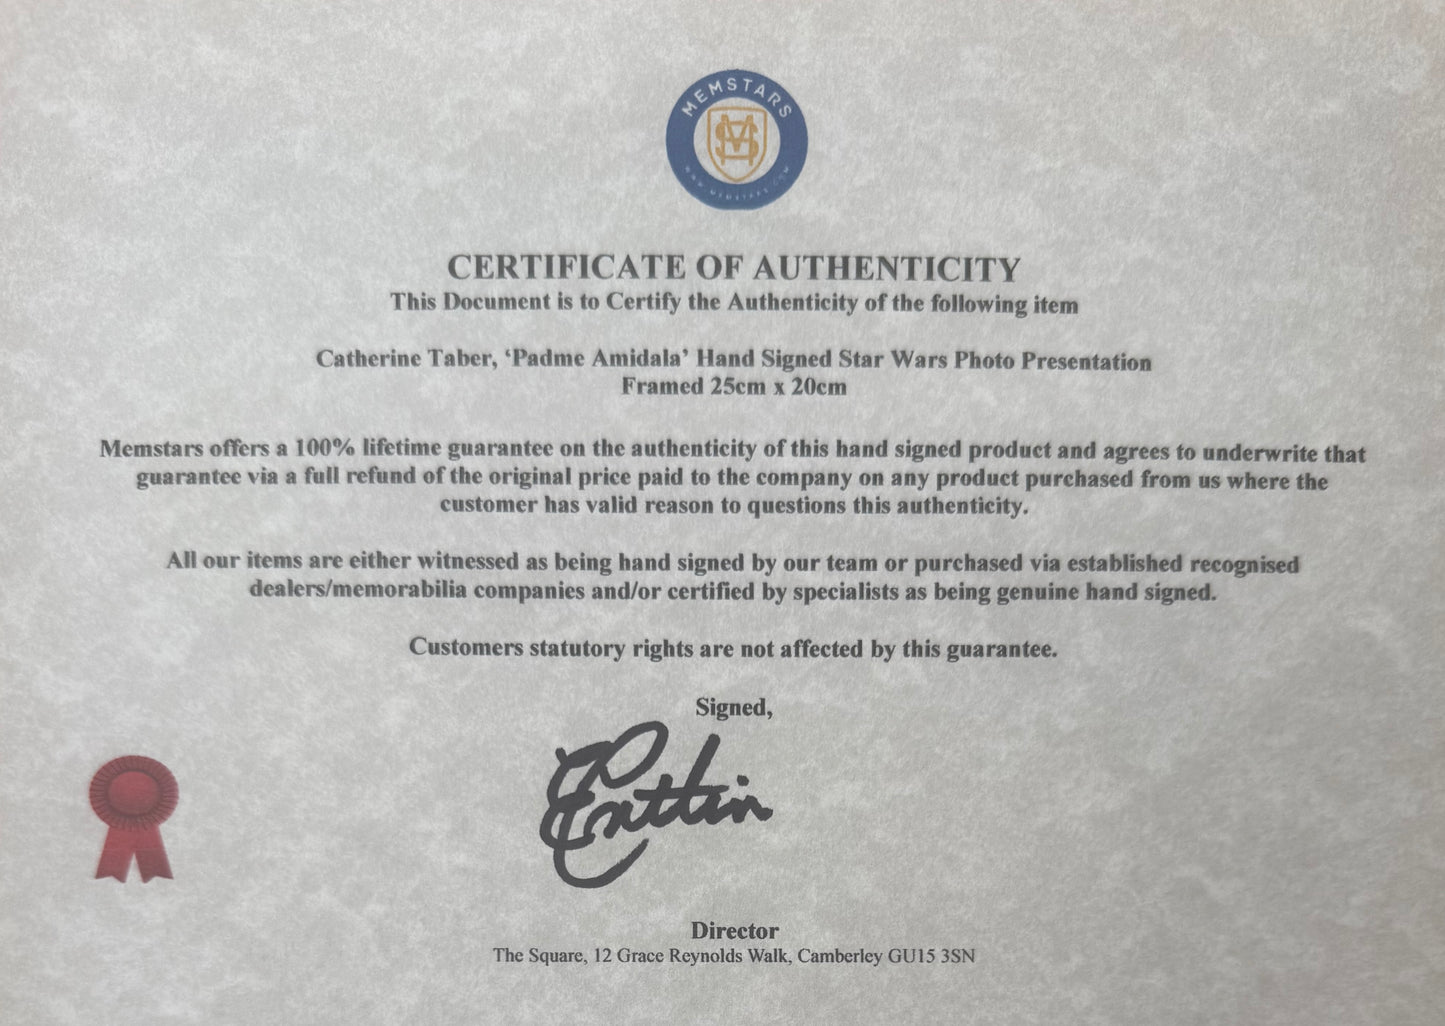 MEMSTARS
WWW.MEMSTARS.COM
CERTIFICATE OF AUTHENTICITY
This Document is to Certify the Authenticity of the following item
Catherine Taber, ‘Padme Amidala’ Hand Signed Star Wars Photo Presentation
Framed 25cm x 20cm
Memstars offers a 100% lifetime guarantee on the authenticity of this hand signed product and agrees to underwrite that
guarantee via a full refund of the original price paid to the company on any product purchased from us where the
customer has valid reason to questions this authenticity.
All our items are either witnessed as being hand signed by our team or purchased via established recognised
dealers/memorabilia companies and/or certified by specialists as being genuine hand signed.
Customers statutory rights are not affected by this guarantee.
Signed,
Director
The Square, 12 Grace Reynolds Walk, Camberley GU15 3SN